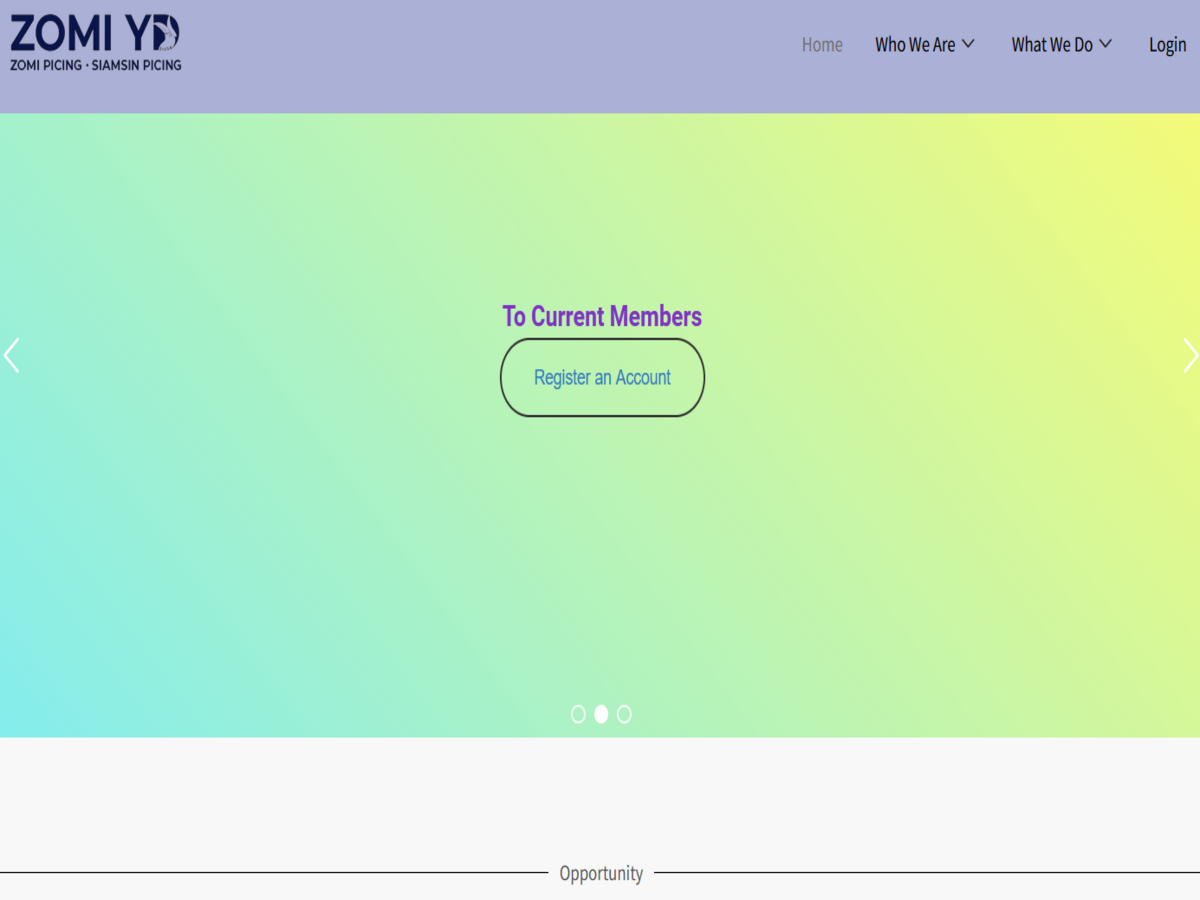 ZOMI YD
ZOMI PICING · SIAMSIN PICING
Home
Who We Are
What We Do
Login
To Current Members
Register an Account
Opportunity